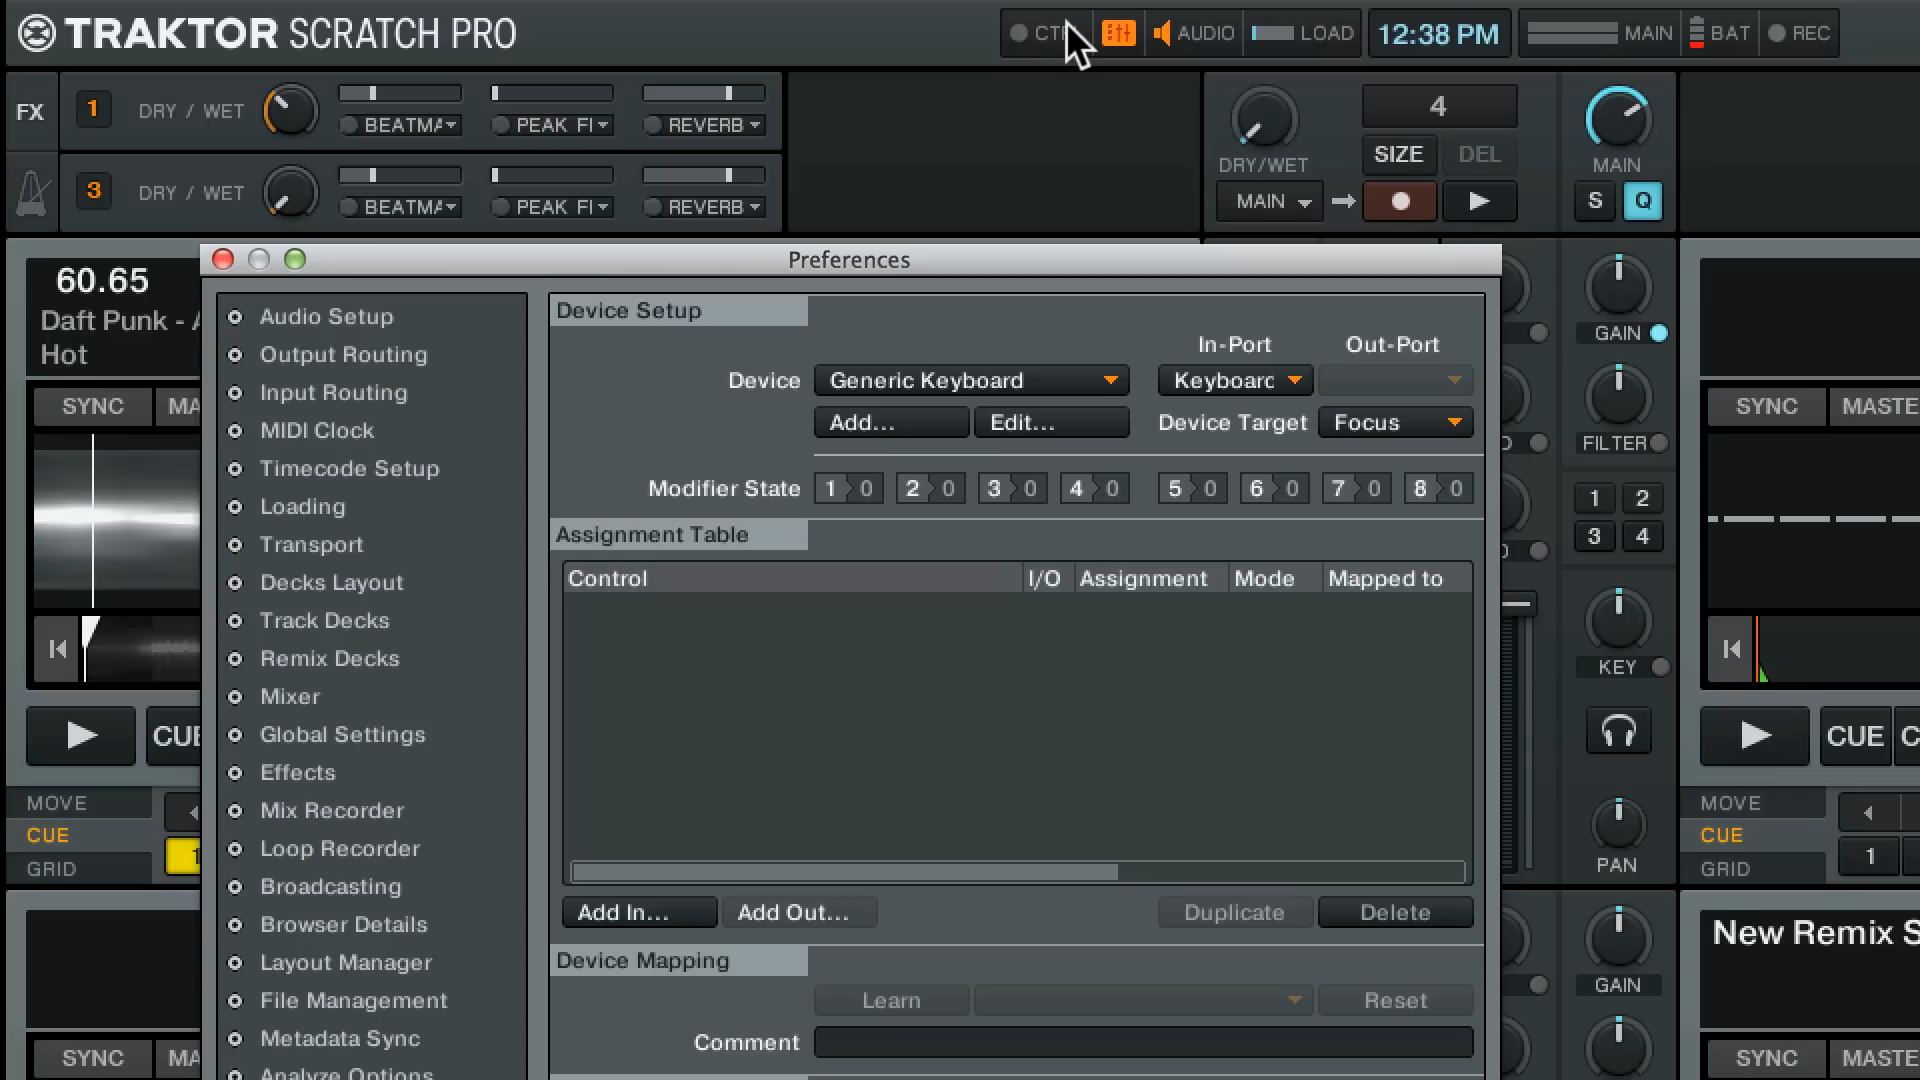 TRAKTOR SCRATCH PRO
AUDIO
LOAD
12:38 PM
MAIN
BAT
REC
FX
1
DRY / WET
BEATMA
PEAK FI
REVERB
3
DRY / WET
BEATMA
PEAK FI
REVERB
DRY/WET
MAIN
4
SIZE
DEL
MAIN
S
Q
60.65
Daft Punk -
Hot
SYNC
Preferences
Audio Setup
Output Routing
Input Routing
MIDI Clock
Timecode Setup
Loading
Transport
Decks Layout
Track Decks
Remix Decks
Mixer
Global Settings
Effects
Mix Recorder
Loop Recorder
Broadcasting
Browser Details
Layout Manager
File Management
Metadata Sync
Analyze Options
Device Setup
In-Port
Out-Port
Device
Generic Keyboard
Keyboarc
Add...
Edit...
Device Target
Focus
Modifier State
1 0
2 0
3 0
4 0
5 0
6 0
7 0
8 0
Assignment Table
Control
I/O
Assignment
Mode
Mapped to
Add In...
Add Out...
Duplicate
Delete
Device Mapping
Learn
Reset
Comment
MOVE
CUE
GRID
1
SYNC
GAIN
FILTER
1
2
3
4
KEY
PAN
GAIN
SYNC
MASTE
CUE
MOVE
CUE
GRID
1
New Remix S
SYNC
MASTE